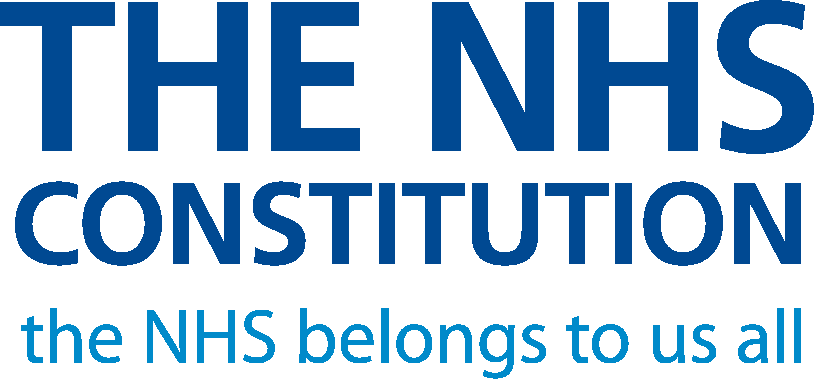 THE NHS
CONSTITUTION
the NHS belongs to us all